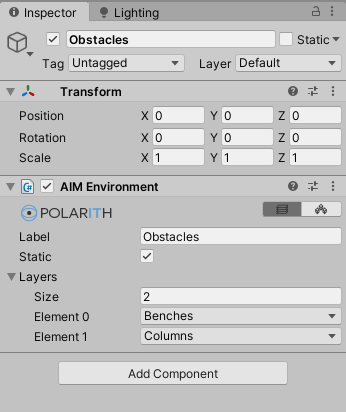 Inspector Lighting
Obstacles Static
Tag Untagged Layer Default
Transform
Position X 0 Y 0 Z 0
Rotation X 0 Y 0 Z 0
Scale X 1 Y 1 Z 1
AIM Environment
POLARITH
Label Obstacles
Static
Layers
Size 2
Element 0 Benches
Element 1 Columns
Add Component